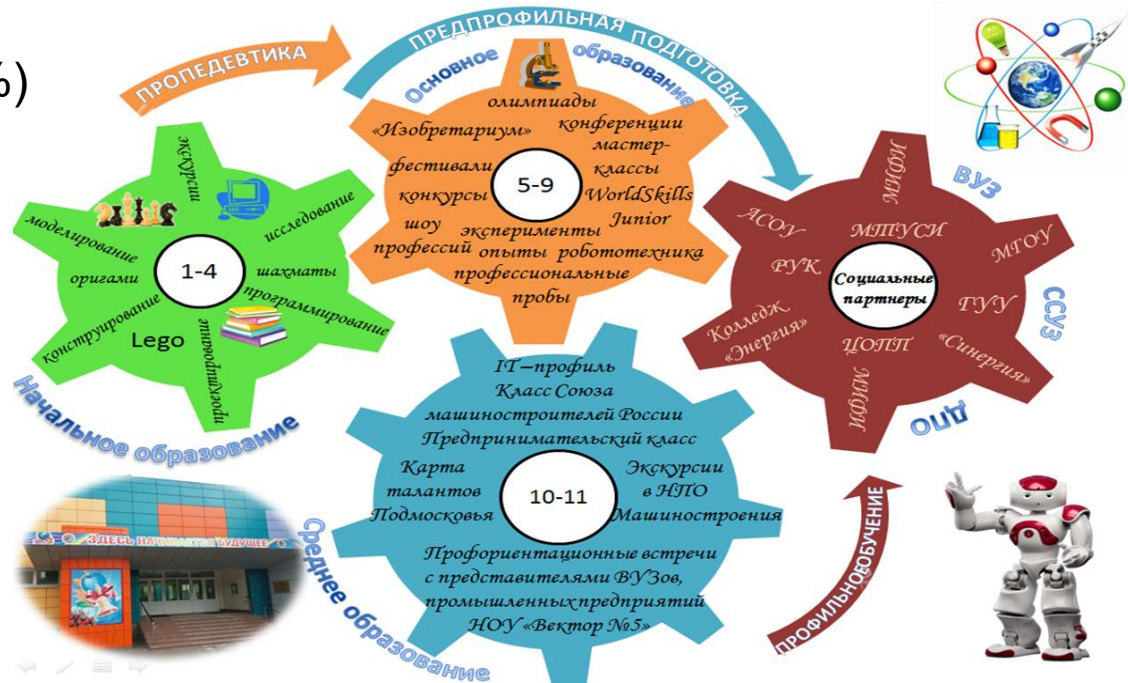 %)
ПРОПЕДЕВТИКА
ПРЕДПРОФИЛЬНАЯ ПОДГОТОВКА
экскурсии
моделирование
исследование
оригами
1-4
шахматы
программирование
конструирование
Lego
проектирование
Начальное образование
Основное образование
олимпиады
«Изобретариум»
конференции
мастер-
фестивали
классы
5-9
конкурсы
WorldSkills
Junior
шоу
эксперименты
профессий
опыты робототехника
профессиональные
пробы
ВУЗ
ССУЗ
ДПО
МИФИ
АСОУ
МТУСИ
МГОУ
РУК
Социальные
партнеры
ГУУ
Колледж
«Энергия»
ЦОПП
«Синергия»
МИФИ
IT–профиль
Класс Союза
машиностроителей России
Предпринимательский класс
Карта
талантов
Подмосковья
10-11
Экскурсии
в НПО
Машиностроения
Профориентационные встречи
с представителями ВУЗов,
промышленных предприятий
НОУ «Вектор №5»
Среднее образование
ПРОФИЛЬНОЕ ОБУЧЕНИЕ
ЗДЕСЬ НАЧИНАЕТСЯ БУДУЩЕЕ